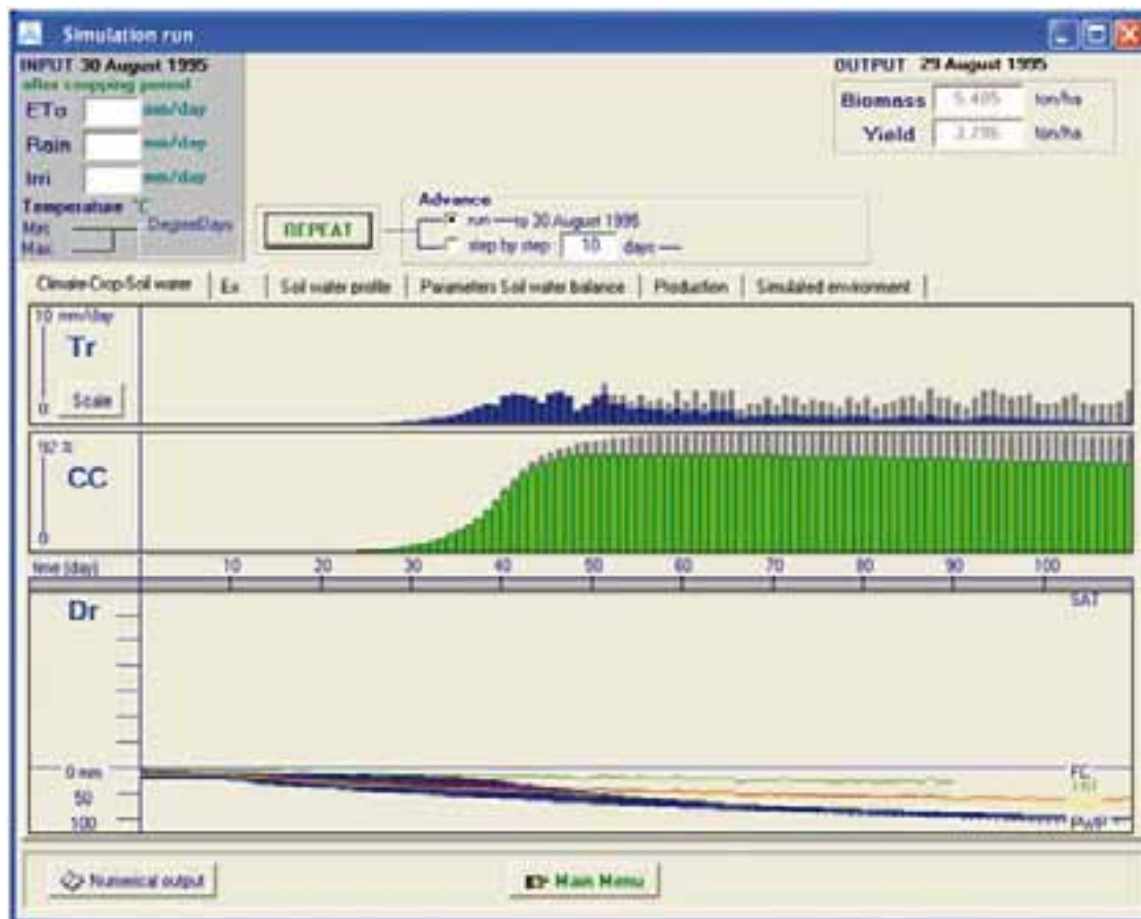 Simulation run
INPUT 30 August 1995
after cropping period
ETo mm/day
Rain mm/day
Irri mm/day
Temperature °C
Min
Max
DegreeDays
OUTPUT 29 August 1995
Biomass ton/ha
Yield ton/ha
REPEAT
Advance
run to 30 August 1995
step by step 10 days
Climate-Crop-Soil water
Ex
Soil water profile
Parameters Soil water balance
Production
Simulated environment
10 mm/day
Tr
0
Scale
CC
0
time (day) 10 20 30 40 50 60 70 80 90 100
Dr
SAT
0 mm
FC
50
100
PWP
Numerical output
Main Menu